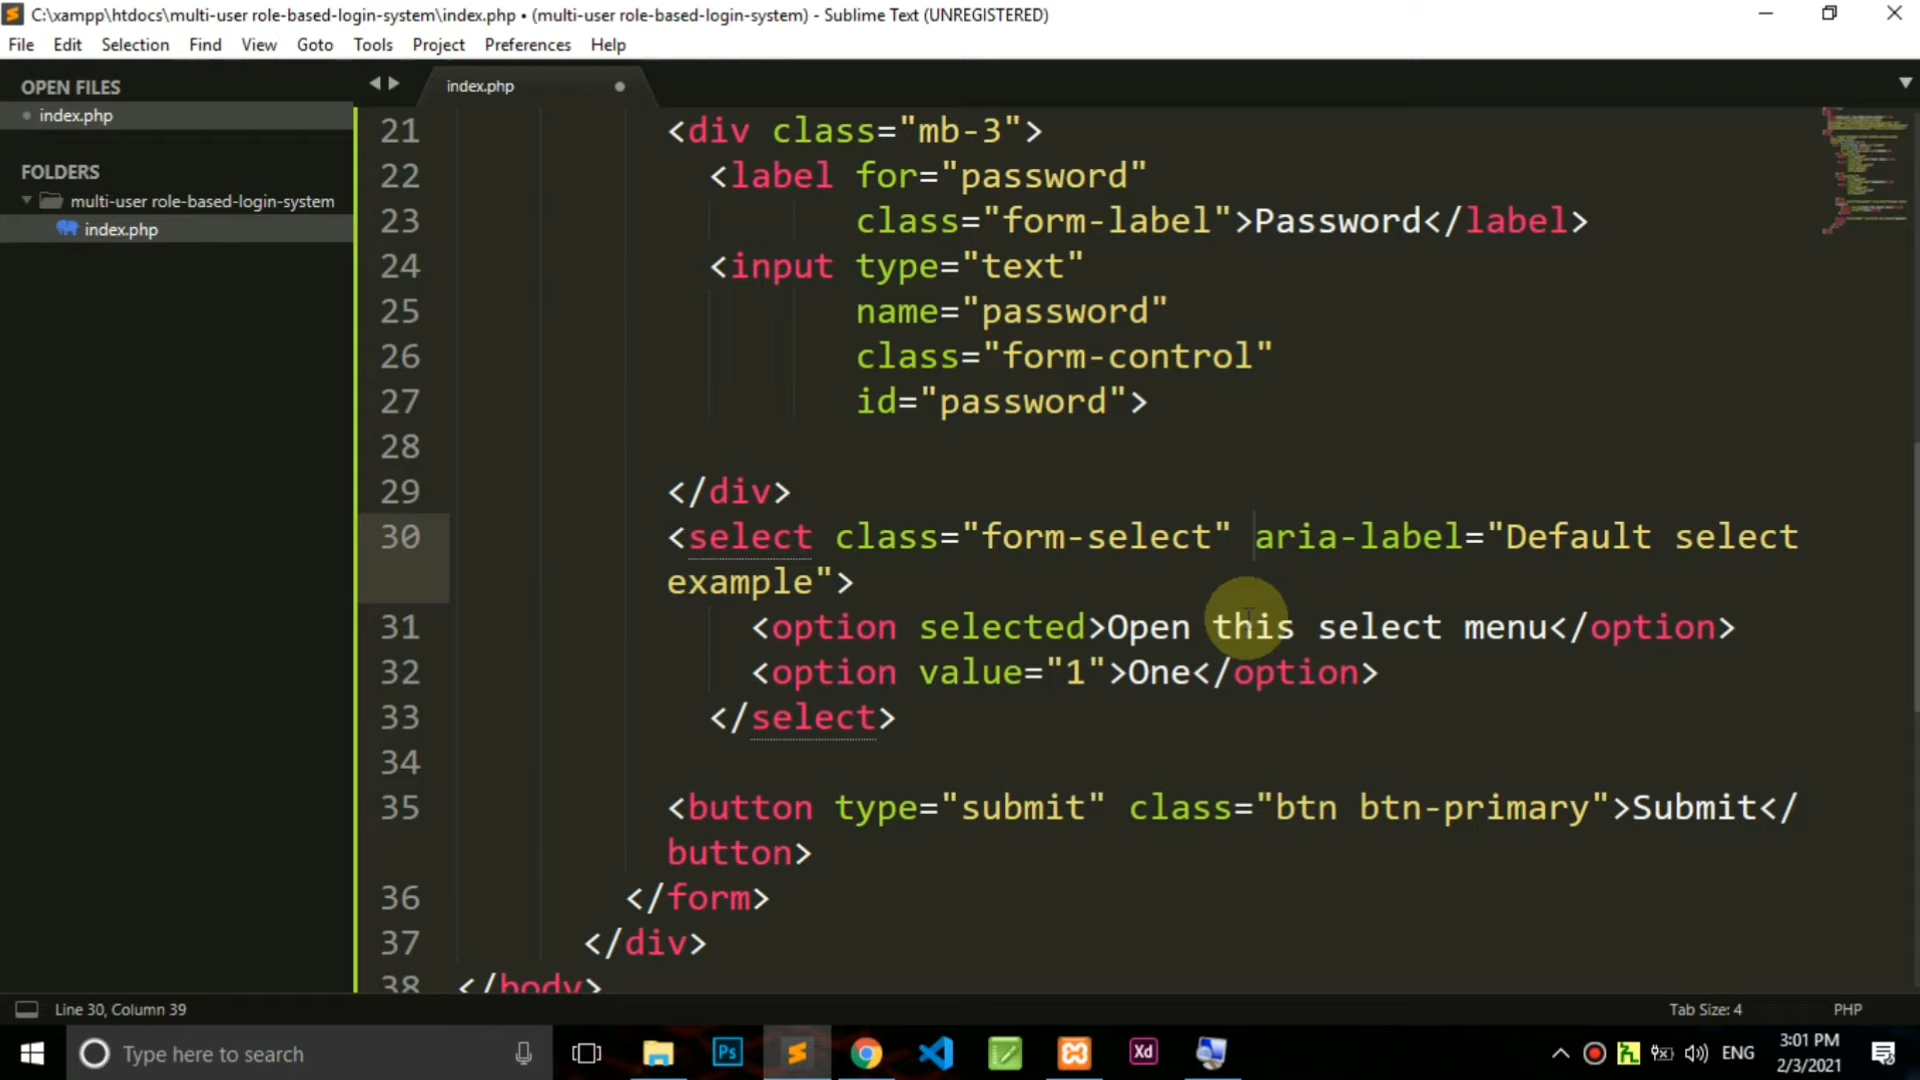 C:\xampp\htdocs\multi-user role-based-login-system\index.php • (multi-user role-based-login-system) - Sublime Text (UNREGISTERED)
File Edit Selection Find View Goto Tools Project Preferences Help
OPEN FILES
index.php
FOLDERS
multi-user role-based-login-system
index.php
index.php
21 <div class="mb-3">
22 <label for="password"
23 class="form-label">Password</label>
24 <input type="text"
25 name="password"
26 class="form-control"
27 id="password">
28
29 </div>
30 <select class="form-select" aria-label="Default select
example">
31 <option selected>Open this select menu</option>
32 <option value="1">One</option>
33 </select>
34
35 <button type="submit" class="btn btn-primary">Submit</
button>
36 </form>
37 </div>
38 </body>
Line 30, Column 39
Tab Size: 4
PHP
Type here to search
Ps
Xd
ENG
3:01 PM
2/3/2021